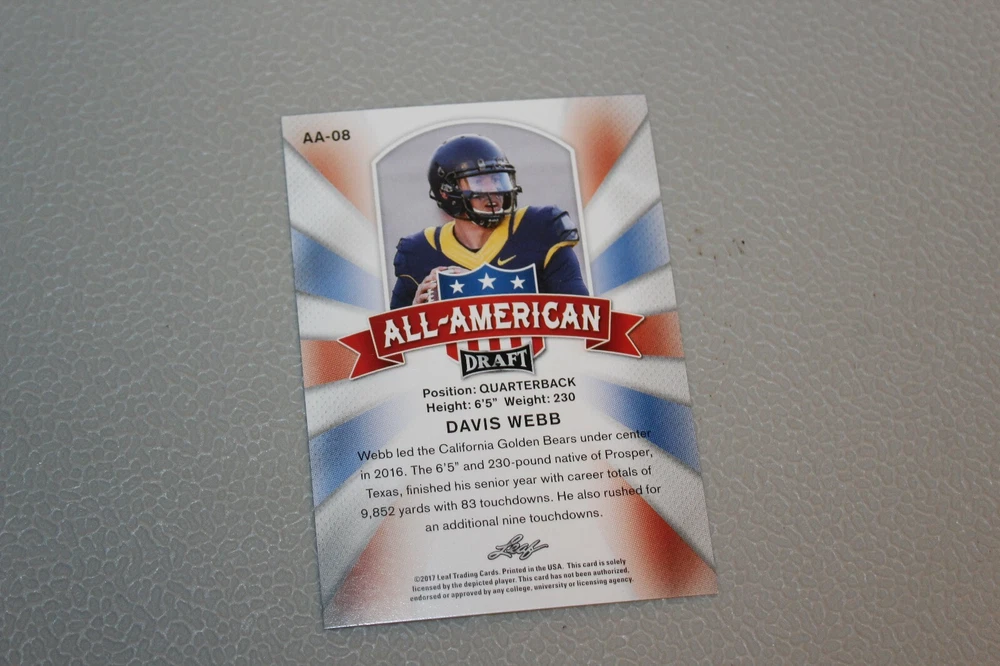 AA-08
ALL-AMERICAN
DRAFT
Position: QUARTERBACK
Height: 6'5" Weight: 230
DAVIS WEBB
Webb led the California Golden Bears under center
in 2016. The 6'5" and 230-pound native of Prosper,
Texas, finished his senior year with career totals of
9,852 yards with 83 touchdowns. He also rushed for
an additional nine touchdowns.
Leaf
©2017 Leaf Trading Cards. Printed in the USA. This card is solely
licensed by the depicted player. This card has not been authorized,
endorsed or approved by any college, university or licensing agency.